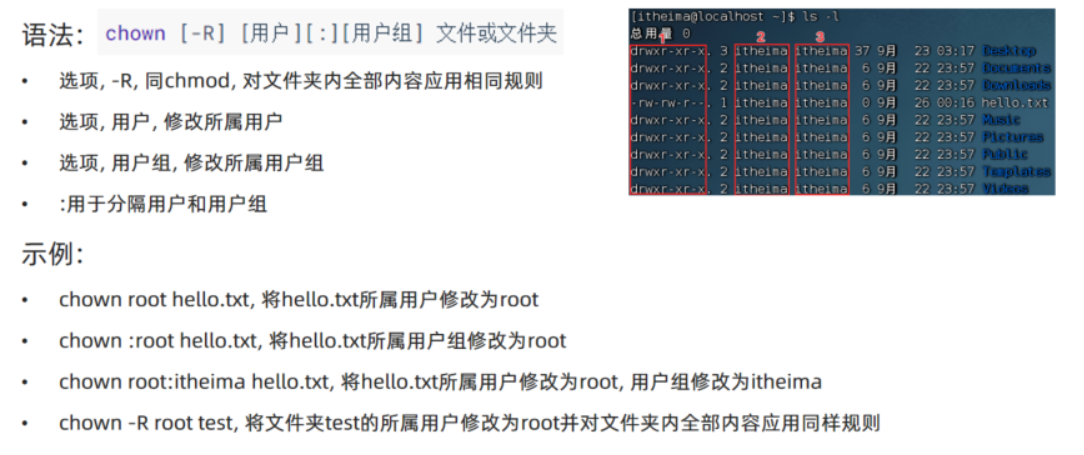 语法: chown [-R] [用户][:][用户组] 文件或文件夹
• 选项, -R, 同chmod, 对文件夹内全部内容应用相同规则
• 选项, 用户, 修改所属用户
• 选项, 用户组, 修改所属用户组
• :用于分隔用户和用户组
[itheima@localhost ~]$ ls -l
总用量 0
1 2 3
drwxr-xr-x. 3 itheima itheima 37 9月 23 03:17 Desktop
drwxr-xr-x. 2 itheima itheima 6 9月 22 23:57 Documents
drwxr-xr-x. 2 itheima itheima 6 9月 22 23:57 Downloads
-rw-rw-r--. 1 itheima itheima 0 9月 26 00:16 hello.txt
drwxr-xr-x. 2 itheima itheima 6 9月 22 23:57 Music
drwxr-xr-x. 2 itheima itheima 6 9月 22 23:57 Pictures
drwxr-xr-x. 2 itheima itheima 6 9月 22 23:57 Public
drwxr-xr-x. 2 itheima itheima 6 9月 22 23:57 Templates
drwxr-xr-x. 2 itheima itheima 6 9月 22 23:57 Videos
示例:
• chown root hello.txt, 将hello.txt所属用户修改为root
• chown :root hello.txt, 将hello.txt所属用户组修改为root
• chown root:itheima hello.txt, 将hello.txt所属用户修改为root, 用户组修改为itheima
• chown -R root test, 将文件夹test的所属用户修改为root并对文件夹内全部内容应用同样规则